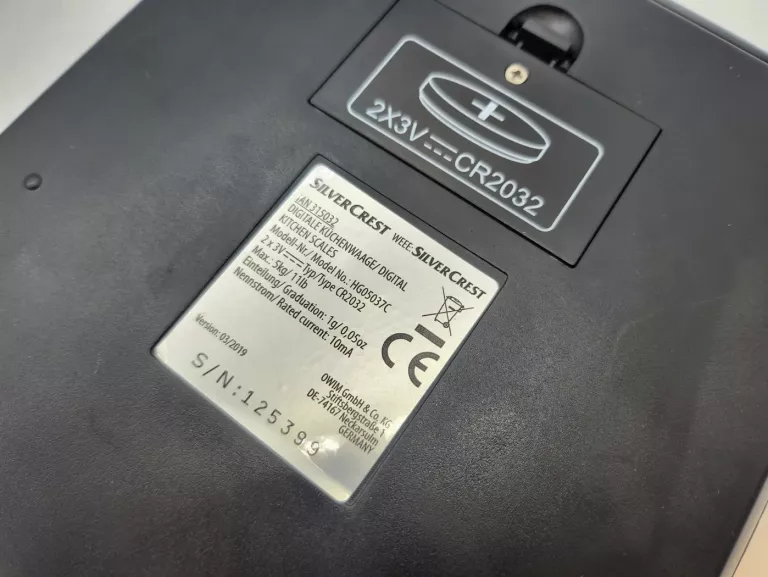 2X3V⎓CR2032
SILVERCREST WEEE: SILVERCREST
IAN 315032
DIGITALE KÜCHENWAAGE/ DIGITAL
KITCHEN SCALES
Modell-Nr./ Model No.: HG05037C
2 x 3V⎓Typ/Type CR2032
Max.: 5kg/ 11lb
Einteilung/ Graduation: 1g/ 0,05oz
Nennstrom/ Rated current: 10mA
CE
Version: 03/2019
OWIM GmbH & Co. KG
Stiftsbergstraße 1
DE-74167 Neckarsulm
GERMANY
S/N:125399